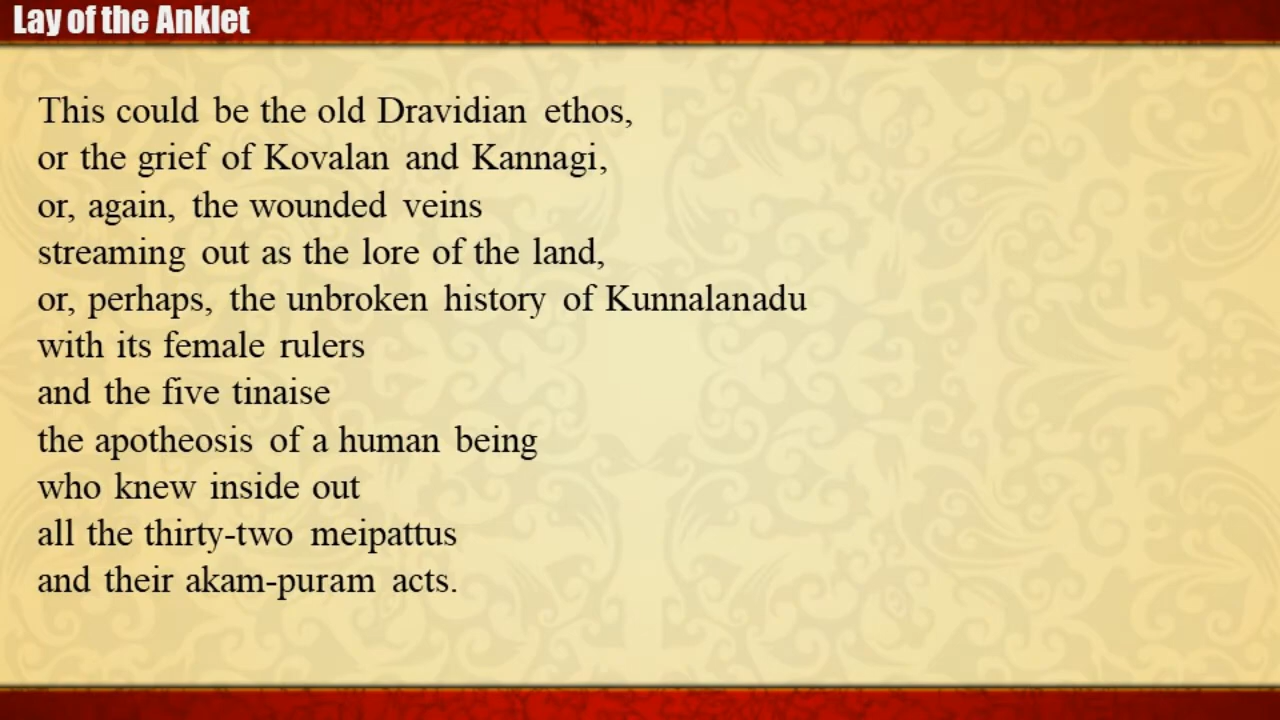 Lay of the Anklet
This could be the old Dravidian ethos,
or the grief of Kovalan and Kannagi,
or, again, the wounded veins
streaming out as the lore of the land,
or, perhaps, the unbroken history of Kunnalanadu
with its female rulers
and the five tinaise
the apotheosis of a human being
who knew inside out
all the thirty-two meipattus
and their akam-puram acts.